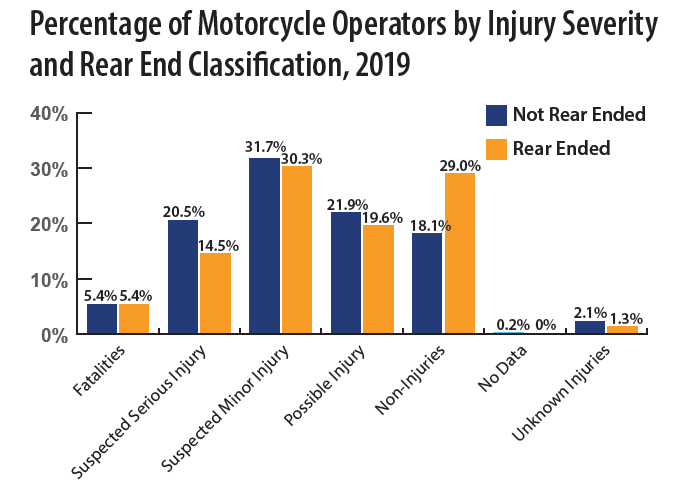 Percentage of Motorcycle Operators by Injury Severity
and Rear End Classification, 2019
40%
30%
20%
10%
0%
Not Rear Ended
Rear Ended
5.4% 5.4%
20.5%
14.5%
31.7%
30.3%
21.9%
19.6%
18.1%
29.0%
0.2% 0%
2.1% 1.3%
Fatalities
Suspected Serious Injury
Suspected Minor Injury
Possible Injury
Non-Injuries
No Data
Unknown Injuries